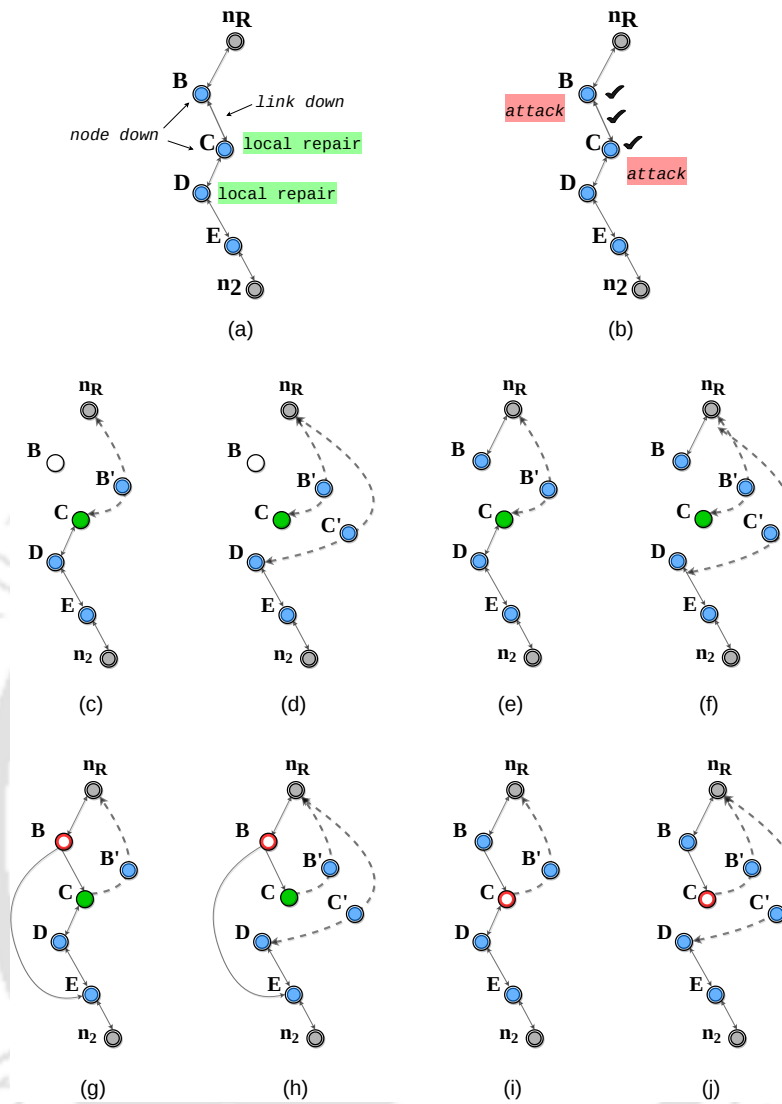 nR
B
link down
node down
C local repair
D local repair
E
n2
(a)
nR
B ✔
attack
✔
C ✔
attack
D
E
n2
(b)
nR
B
B'
C
D
E
n2
(c)
nR
B
B'
C
C'
D
E
n2
(d)
nR
B
B'
C
D
E
n2
(e)
nR
B
B'
C
C'
D
E
n2
(f)
nR
B
B'
C
D
E
n2
(g)
nR
B
B'
C
C'
D
E
n2
(h)
nR
B
B'
C
D
E
n2
(i)
nR
B
B'
C
C'
D
E
n2
(j)